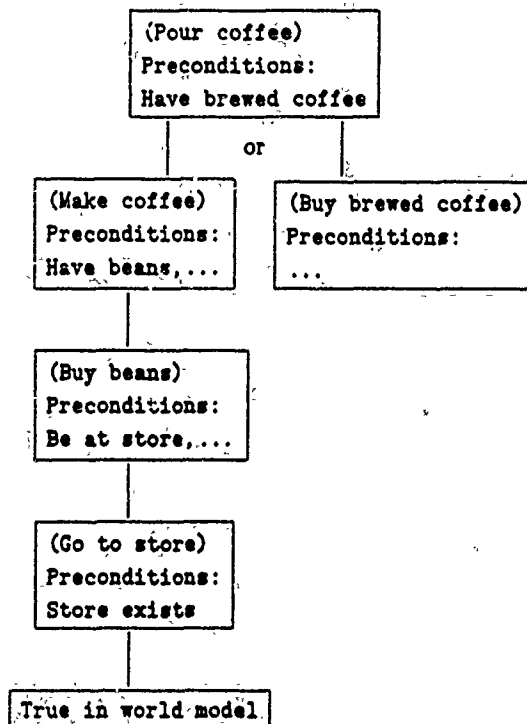 (Pour coffee)
Preconditions:
Have brewed coffee
or
(Make coffee)
Preconditions:
Have beans,...
(Buy brewed coffee)
Preconditions:
...
(Buy beans)
Preconditions:
Be at store,...
(Go to store)
Preconditions:
Store exists
True in world model